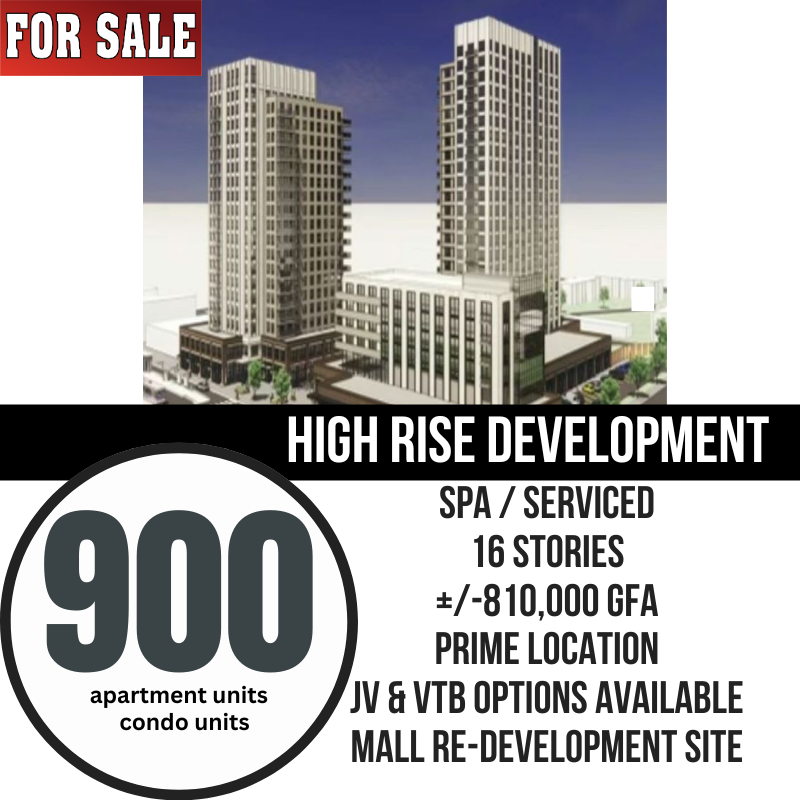 FOR SALE
HIGH RISE DEVELOPMENT
900
apartment units
condo units
SPA / SERVICED
16 STORIES
±/-810,000 GFA
PRIME LOCATION
JV & VTB OPTIONS AVAILABLE
MALL RE-DEVELOPMENT SITE